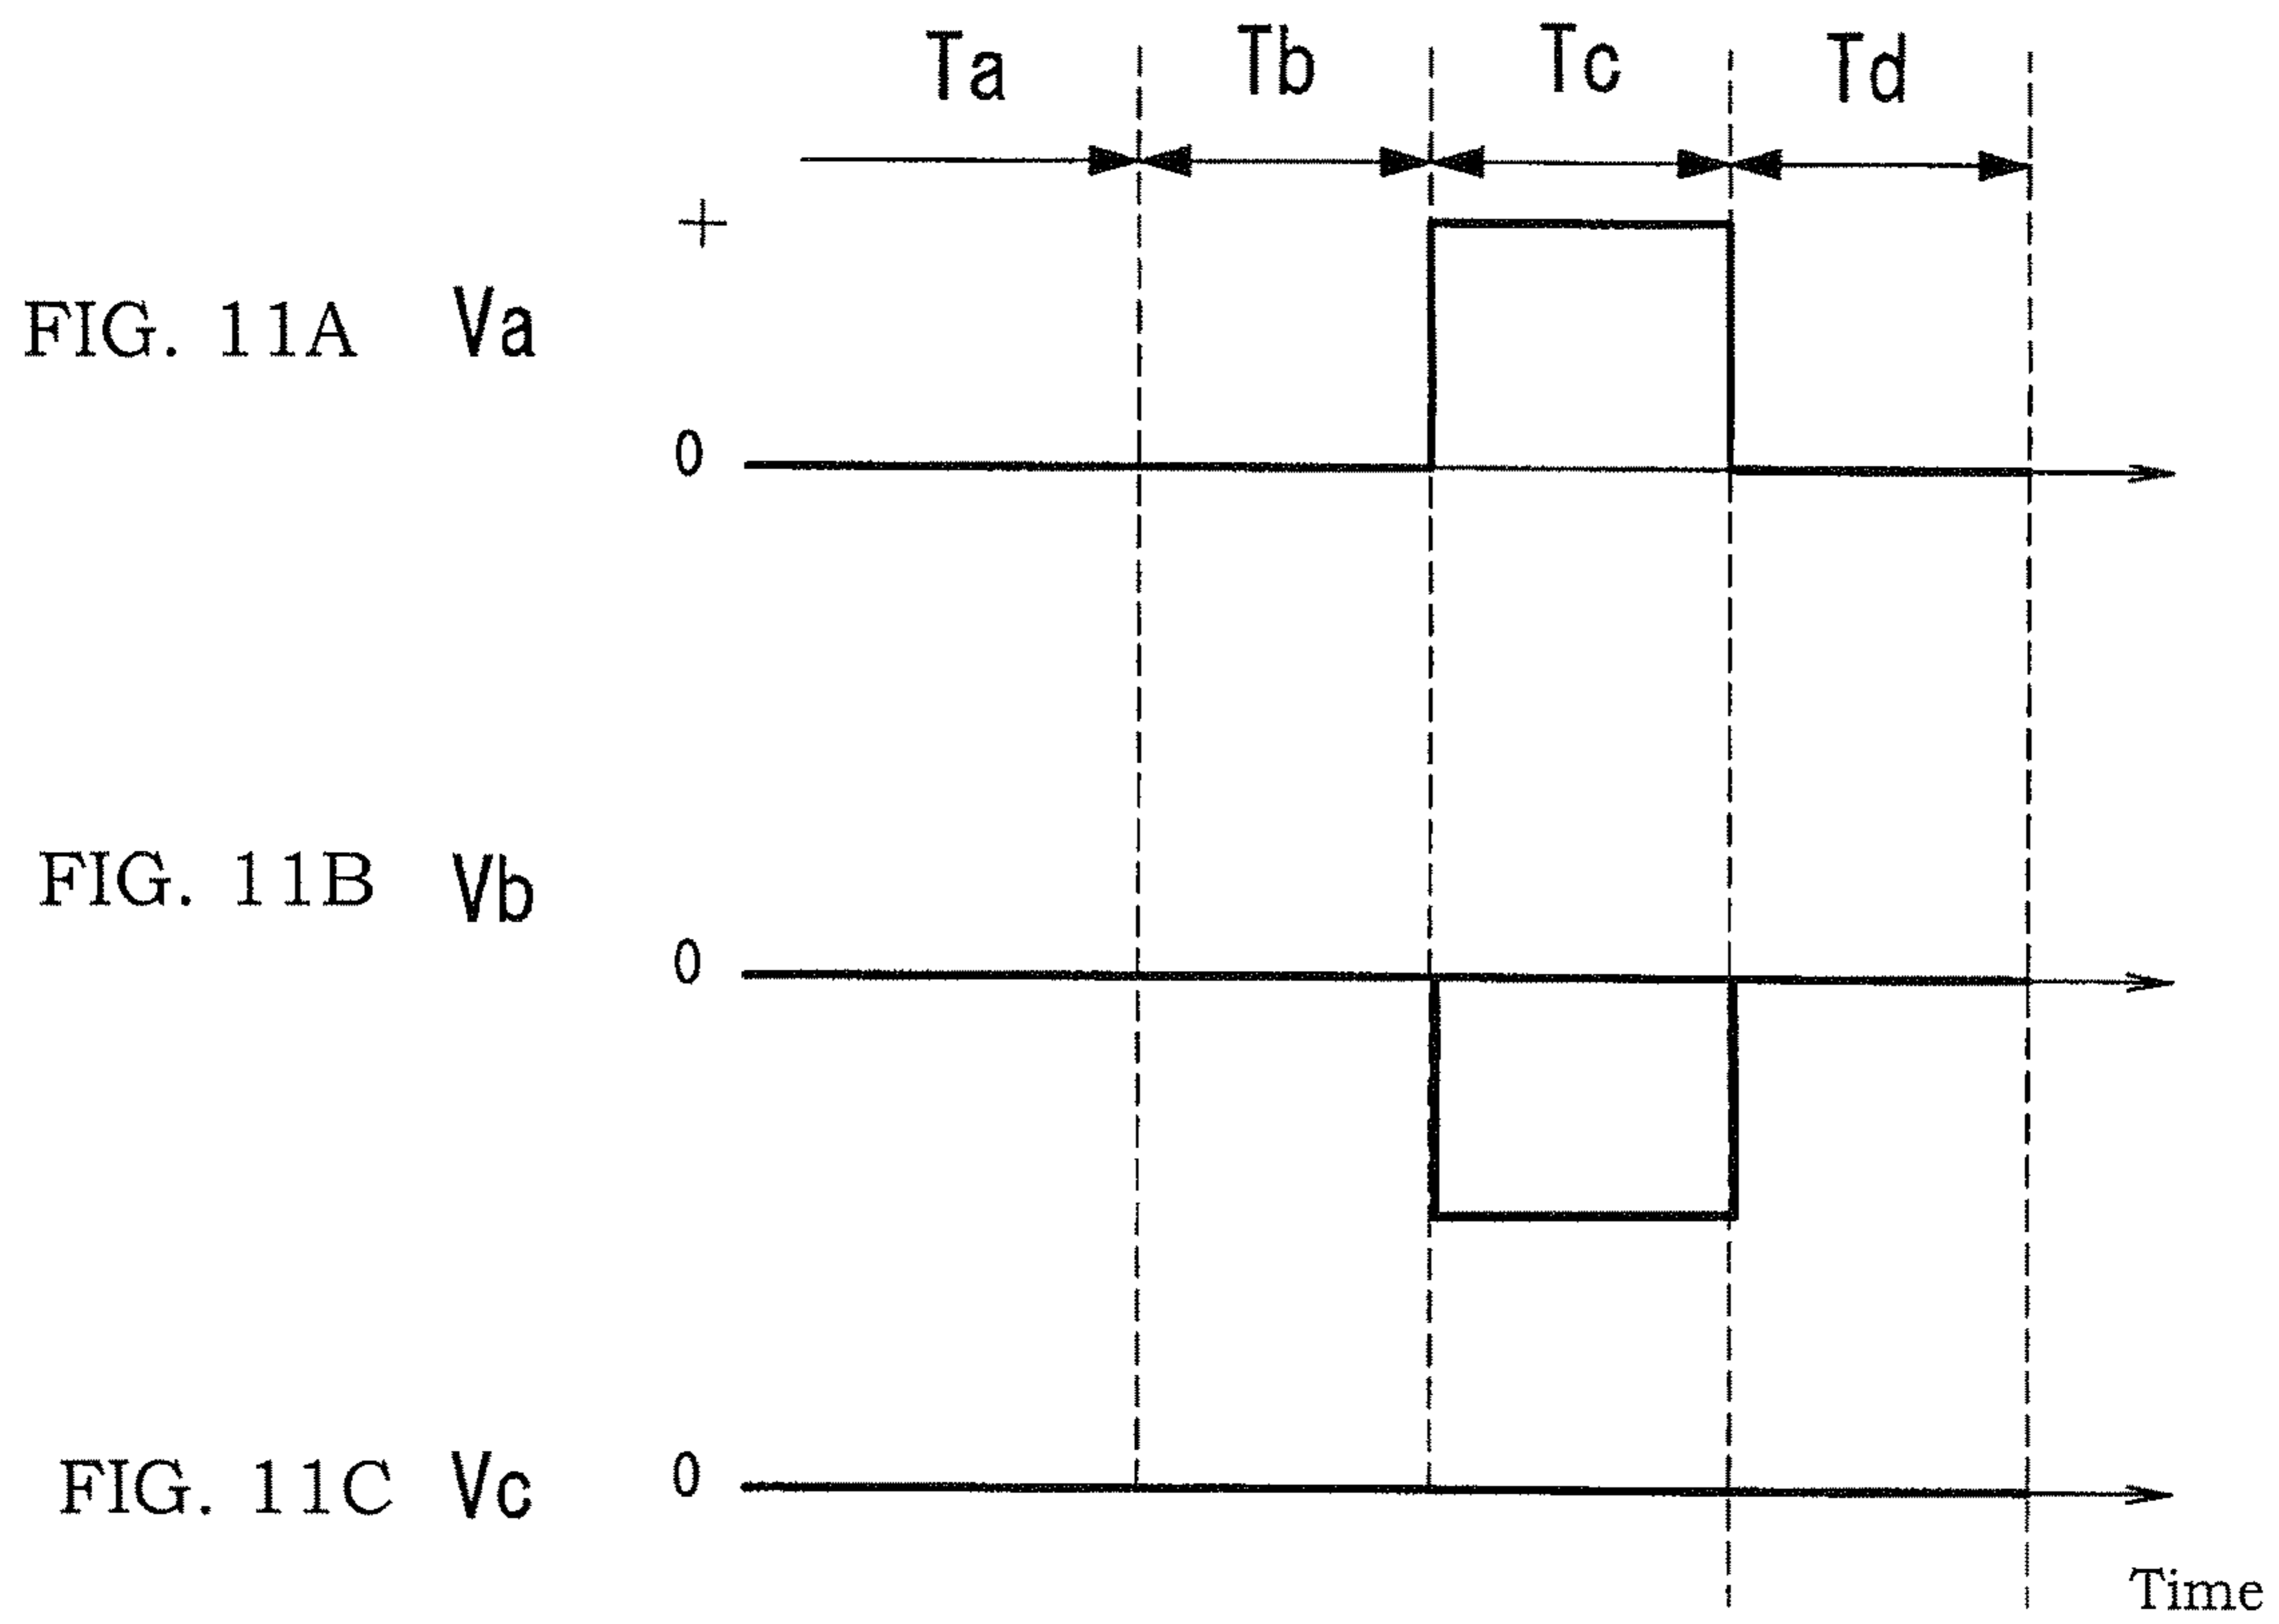 Ta Tb Tc Td
+
FIG. 11A Va
0
FIG. 11B Vb
0
FIG. 11C Vc 0
Time